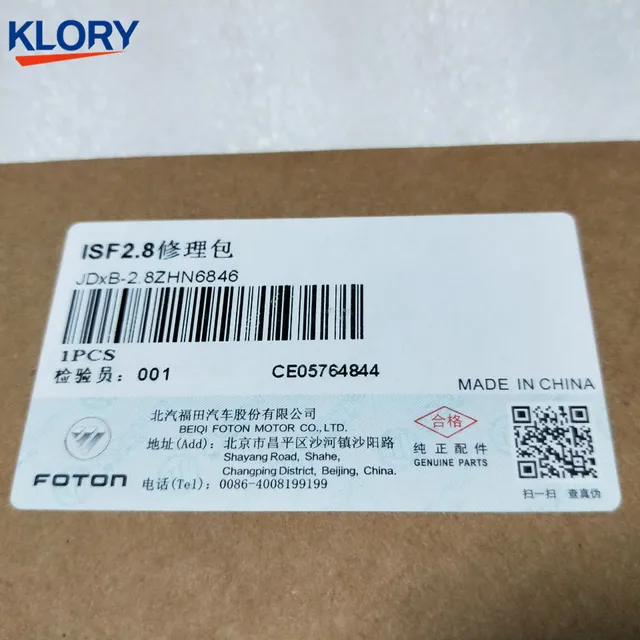 KLORY
ISF2.8修理包
JDxB-2.8ZHN6846
1PCS
检验员：001
CE05764844
MADE IN CHINA
北汽福田汽车股份有限公司
BEIQI FOTON MOTOR CO.,LTD.
地址(Add)：北京市昌平区沙河镇沙阳路
Shayang Road, Shahe,
Changping District, Beijing, China.
电话(Tel)：0086-4008199199
FOTON
合格
纯正配件
GENUINE PARTS
扫一扫 查真伪